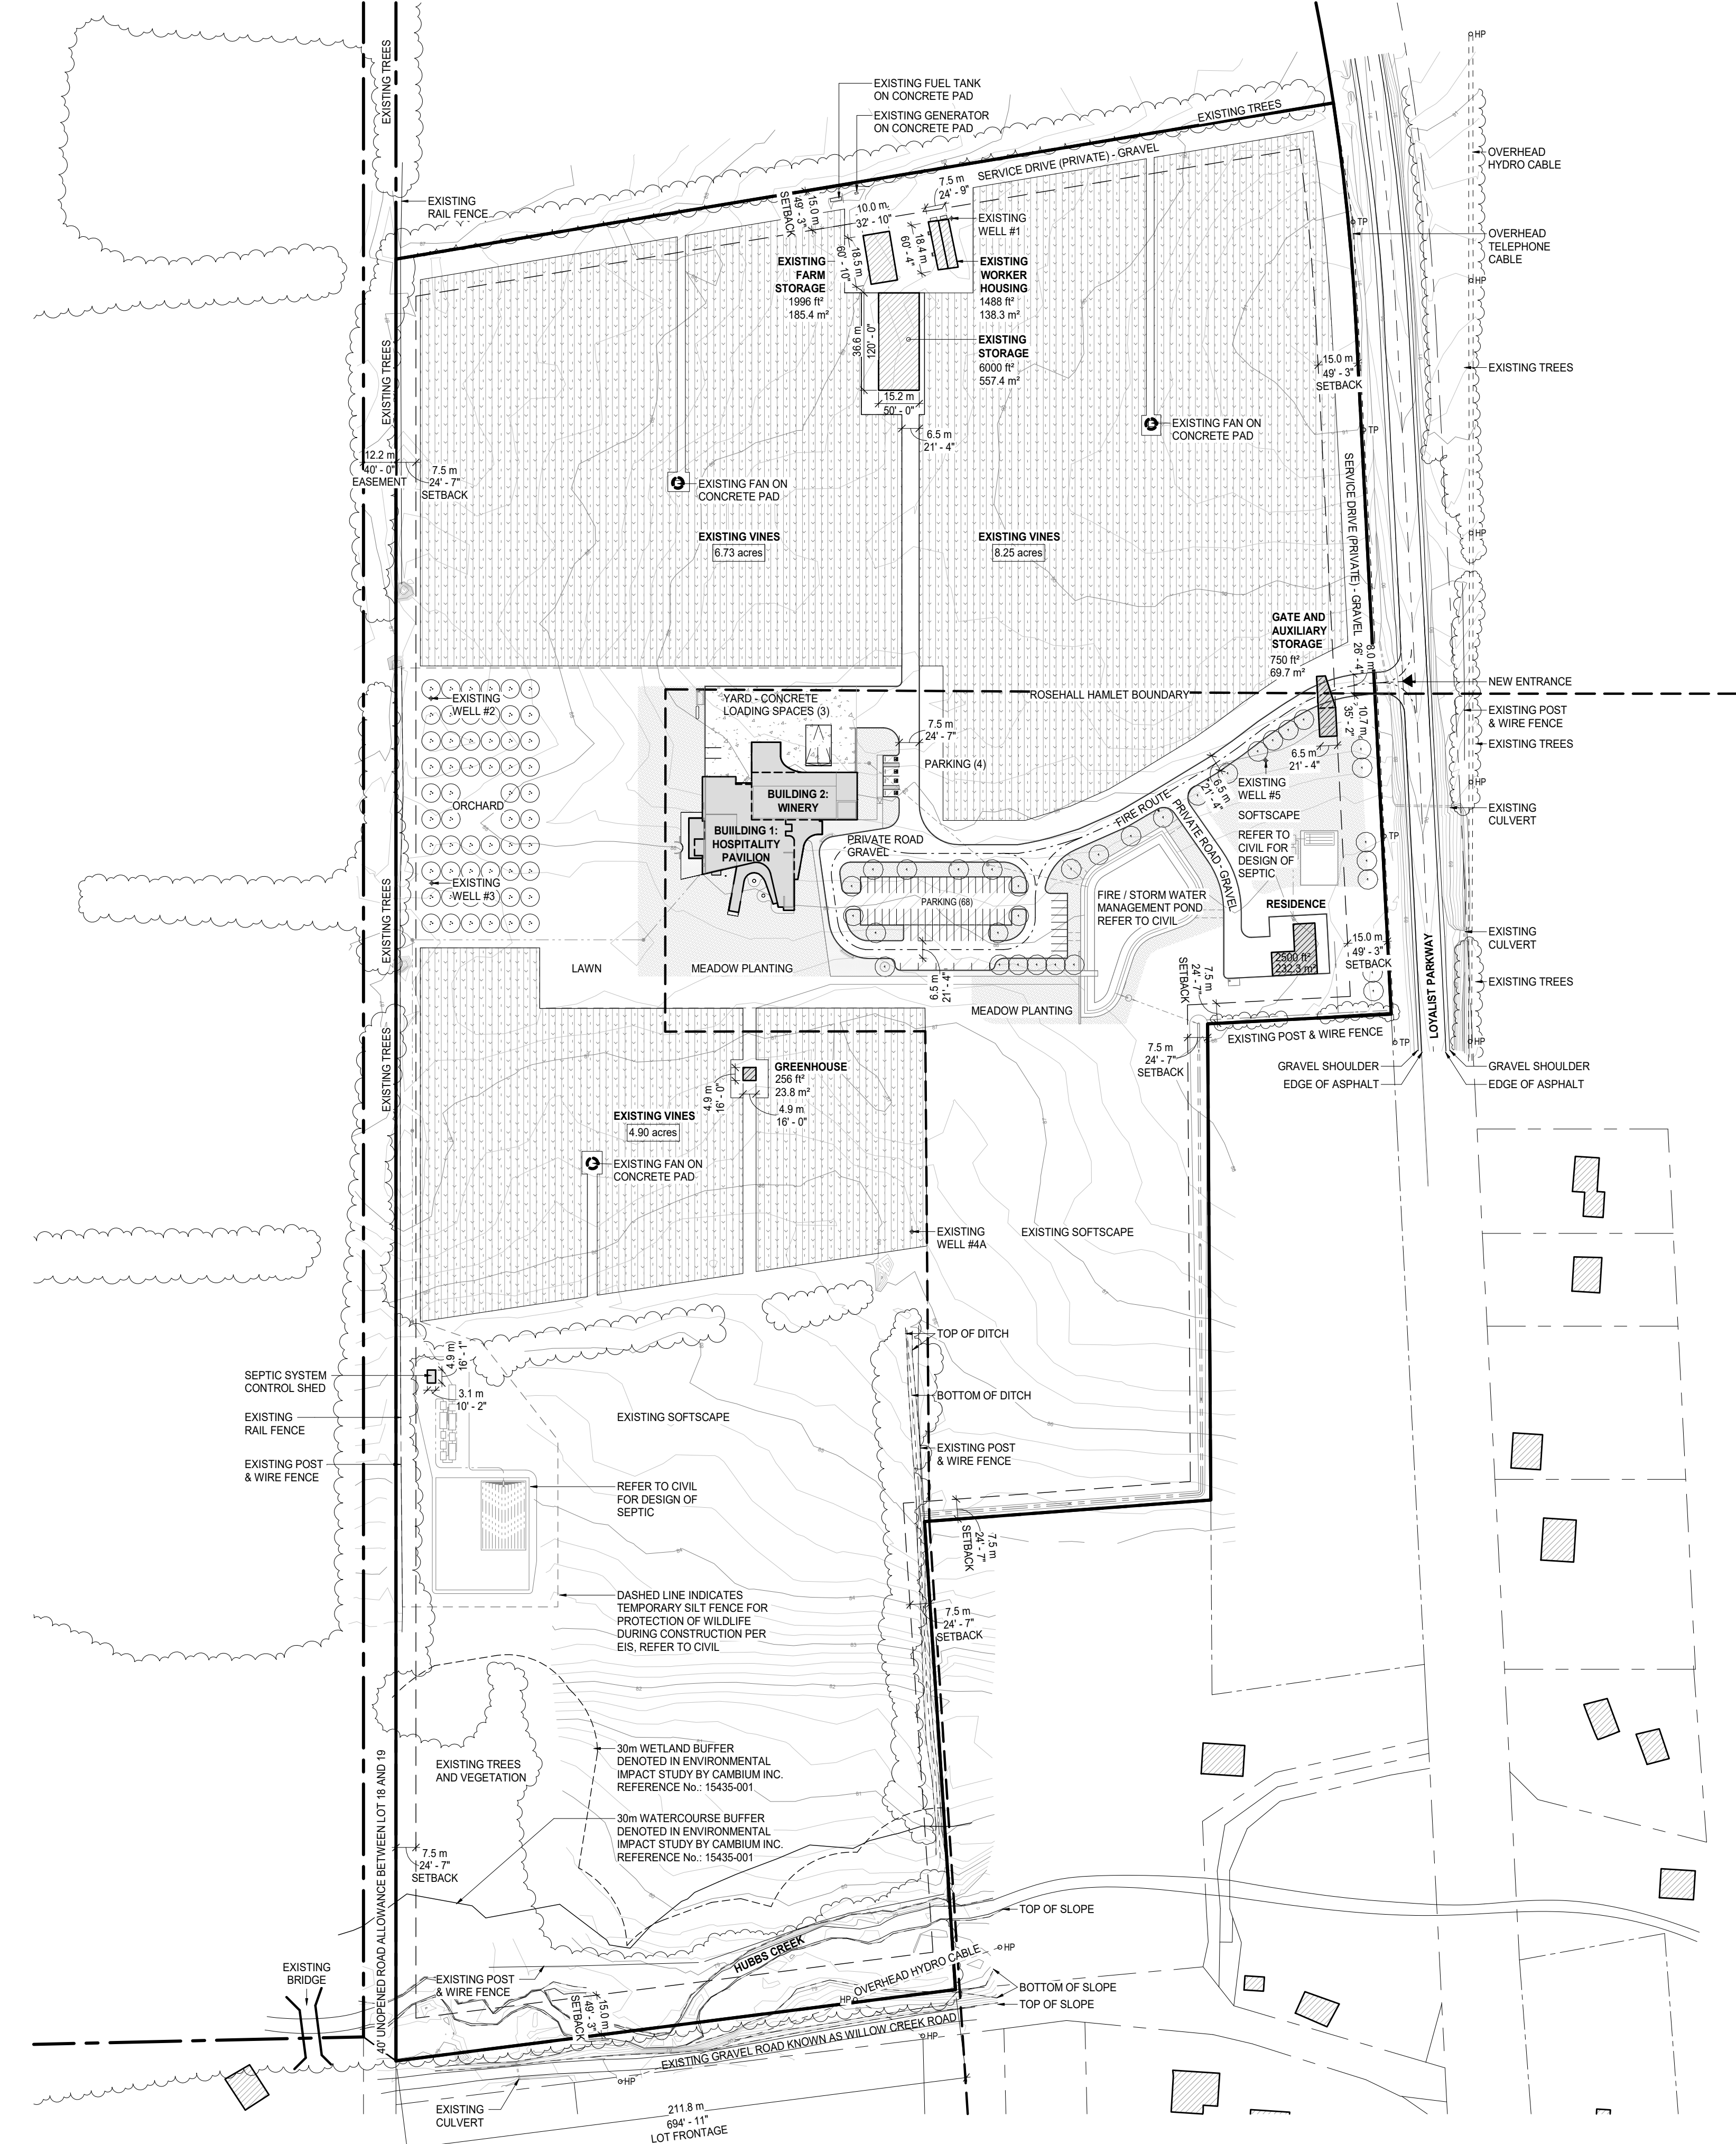 EXISTING TREES
EXISTING FUEL TANK
ON CONCRETE PAD
EXISTING GENERATOR
ON CONCRETE PAD
HP
EXISTING TREES
OVERHEAD
HYDRO CABLE
SERVICE DRIVE (PRIVATE) - GRAVEL
7.5 m
24' - 9"
EXISTING
RAIL FENCE
15.0 m
49' - 3"
SETBACK
10.0 m
32' - 10"
EXISTING
WELL #1
TP
OVERHEAD
TELEPHONE
CABLE
18.5 m
60' - 10"
18.4 m
60' - 4"
EXISTING
FARM
STORAGE
1996 ft²
185.4 m²
EXISTING
WORKER
HOUSING
1488 ft²
138.3 m²
HP
EXISTING
STORAGE
6000 ft²
557.4 m²
36.6 m
120' - 0"
15.2 m
50' - 0"
EXISTING TREES
15.0 m
49' - 3"
SETBACK
EXISTING TREES
EXISTING FAN ON
CONCRETE PAD
TP
6.5 m
21' - 4"
12.2 m
40' - 0"
EASEMENT
7.5 m
24' - 7"
SETBACK
EXISTING FAN ON
CONCRETE PAD
SERVICE DRIVE (PRIVATE) - GRAVEL
HP
EXISTING VINES
6.73 acres
EXISTING VINES
8.25 acres
GATE AND
AUXILIARY
STORAGE
750 ft²
69.7 m²
8.0 m
26' - 4"
NEW ENTRANCE
ROSEHALL HAMLET BOUNDARY
EXISTING
WELL #2
YARD - CONCRETE
LOADING SPACES (3)
10.7 m
35' - 2"
EXISTING POST
& WIRE FENCE
EXISTING TREES
7.5 m
24' - 7"
PARKING (4)
6.5 m
21' - 4"
6.5 m
21' - 4"
EXISTING
WELL #5
HP
BUILDING 2:
WINERY
ORCHARD
FIRE ROUTE
PRIVATE ROAD - GRAVEL
SOFTSCAPE
EXISTING
CULVERT
BUILDING 1:
HOSPITALITY
PAVILION
PRIVATE ROAD
GRAVEL
REFER TO
CIVIL FOR
DESIGN OF
SEPTIC
TP
EXISTING
WELL #3
EXISTING TREES
PARKING (68)
FIRE / STORM WATER
MANAGEMENT POND
REFER TO CIVIL
RESIDENCE
2500 ft²
232.3 m²
15.0 m
49' - 3"
SETBACK
EXISTING
CULVERT
LAWN
MEADOW PLANTING
6.5 m
21' - 4"
7.5 m
24' - 7"
SETBACK
EXISTING TREES
LOYALIST PARKWAY
MEADOW PLANTING
EXISTING POST & WIRE FENCE
TP
HP
EXISTING TREES
7.5 m
24' - 7"
SETBACK
GRAVEL SHOULDER
EDGE OF ASPHALT
GRAVEL SHOULDER
EDGE OF ASPHALT
GREENHOUSE
256 ft²
23.8 m²
4.9 m
16' - 0"
4.9 m
16' - 0"
EXISTING VINES
4.90 acres
EXISTING FAN ON
CONCRETE PAD
EXISTING
WELL #4A
EXISTING SOFTSCAPE
TOP OF DITCH
SEPTIC SYSTEM
CONTROL SHED
4.9 m
16' - 1"
3.1 m
10' - 2"
BOTTOM OF DITCH
EXISTING
RAIL FENCE
EXISTING SOFTSCAPE
EXISTING POST
& WIRE FENCE
EXISTING POST
& WIRE FENCE
REFER TO CIVIL
FOR DESIGN OF
SEPTIC
7.5 m
24' - 7"
SETBACK
DASHED LINE INDICATES
TEMPORARY SILT FENCE FOR
PROTECTION OF WILDLIFE
DURING CONSTRUCTION PER
EIS, REFER TO CIVIL
7.5 m
24' - 7"
SETBACK
30m WETLAND BUFFER
DENOTED IN ENVIRONMENTAL
IMPACT STUDY BY CAMBIUM INC.
REFERENCE No.: 15435-001
EXISTING TREES
AND VEGETATION
30m WATERCOURSE BUFFER
DENOTED IN ENVIRONMENTAL
IMPACT STUDY BY CAMBIUM INC.
REFERENCE No.: 15435-001
7.5 m
24' - 7"
SETBACK
40' UNOPENED ROAD ALLOWANCE BETWEEN LOT 18 AND 19
TOP OF SLOPE
HUBBS CREEK
HP
OVERHEAD HYDRO CABLE
EXISTING
BRIDGE
EXISTING POST
& WIRE FENCE
15.0 m
49' - 3"
SETBACK
HP
BOTTOM OF SLOPE
TOP OF SLOPE
EXISTING GRAVEL ROAD KNOWN AS WILLOW CREEK ROAD
HP
HP
EXISTING
CULVERT
211.8 m
694' - 11"
LOT FRONTAGE